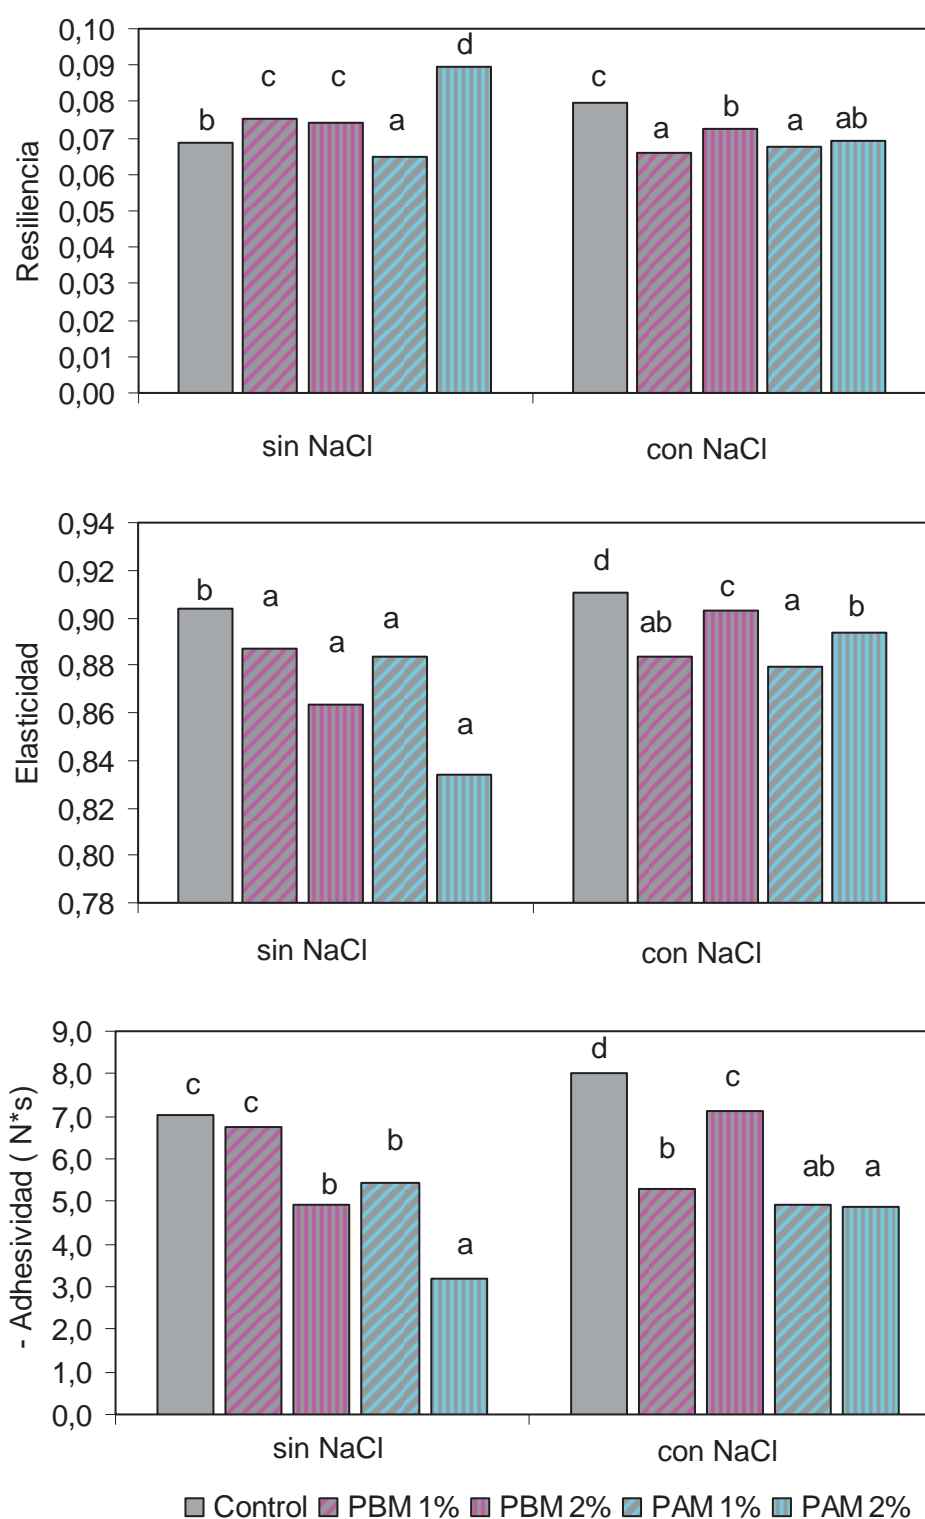 0,10
0,09
0,08
0,07
0,06
0,05
0,04
0,03
0,02
0,01
0,00
Resiliencia
b c c a d
c a b a ab
sin NaCl con NaCl
0,94
0,92
0,90
0,88
0,86
0,84
0,82
0,80
0,78
Elasticidad
b a a a a
d ab c a b
sin NaCl con NaCl
9,0
8,0
7,0
6,0
5,0
4,0
3,0
2,0
1,0
0,0
- Adhesividad ( N*s)
c c b b a
d b c ab a
sin NaCl con NaCl
Control PBM 1% PBM 2% PAM 1% PAM 2%